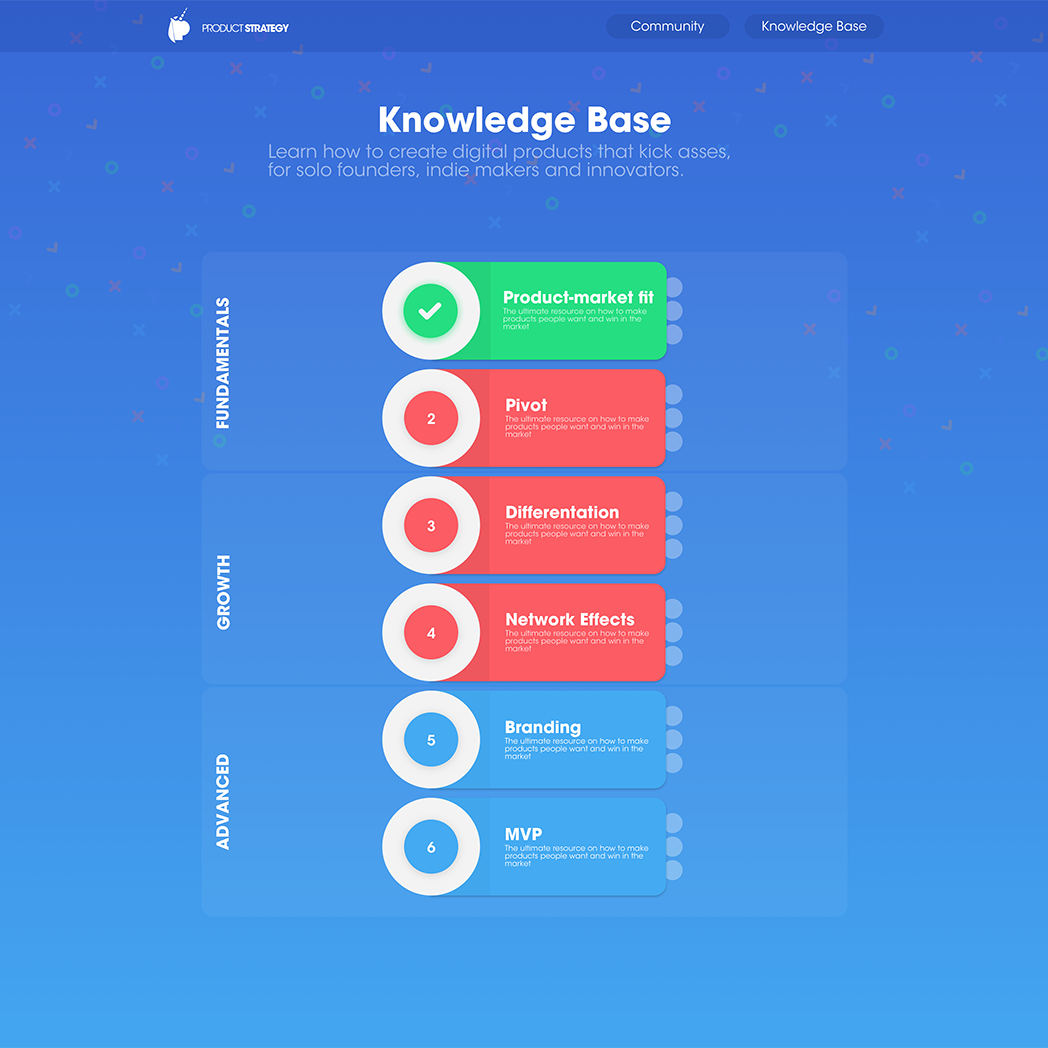 PRODUCT STRATEGY
Community
Knowledge Base
Knowledge Base
Learn how to create digital products that kick asses,
for solo founders, indie makers and innovators.
FUNDAMENTALS
Product-market fit
The ultimate resource on how to make
products people want and win in the
market
2
Pivot
The ultimate resource on how to make
products people want and win in the
market
GROWTH
3
Differentation
The ultimate resource on how to make
products people want and win in the
market
4
Network Effects
The ultimate resource on how to make
products people want and win in the
market
ADVANCED
5
Branding
The ultimate resource on how to make
products people want and win in the
market
6
MVP
The ultimate resource on how to make
products people want and win in the
market